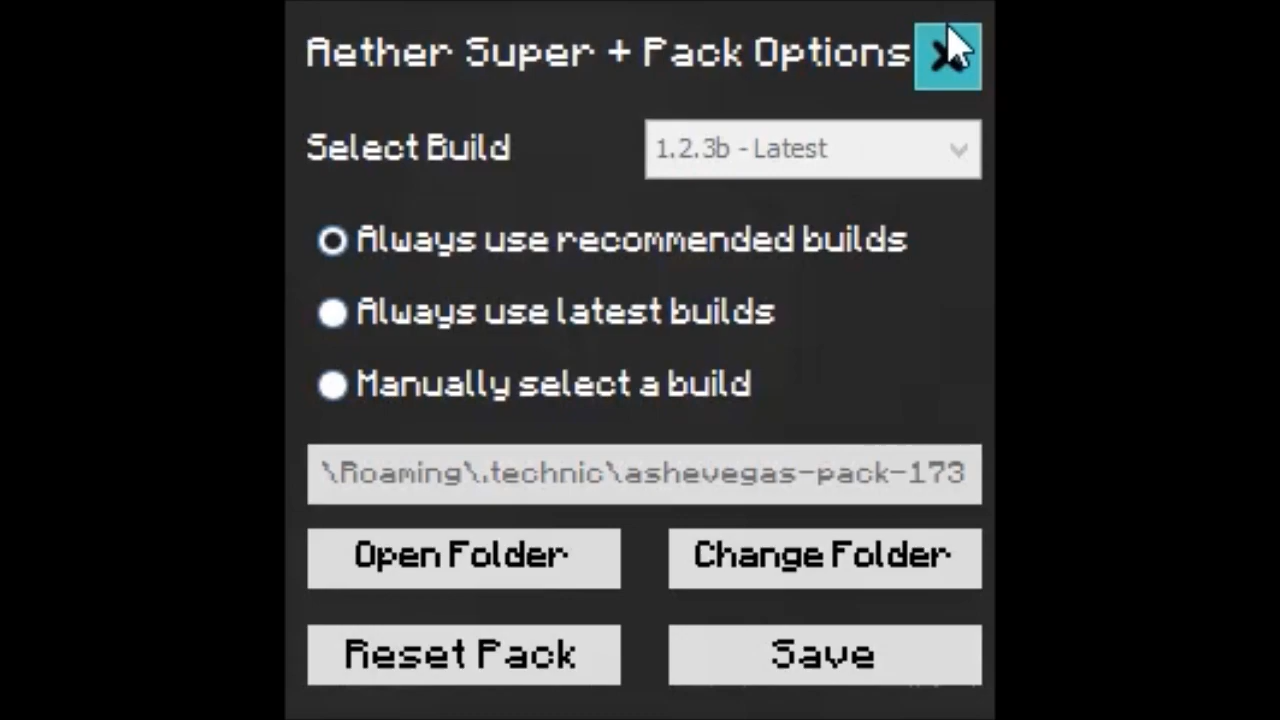 Aether Super + Pack Options
Select Build
1.2.3b - Latest
Always use recommended builds
Always use latest builds
Manually select a build
\Roaming\.technic\ashevegas-pack-173
Open Folder
Change Folder
Reset Pack
Save